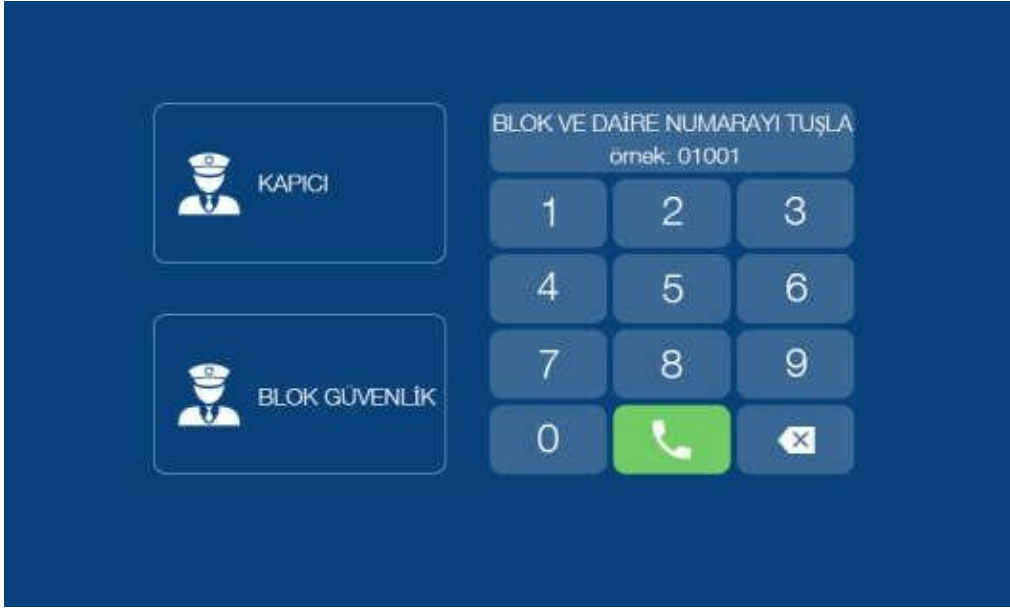 KAPICI
BLOK GÜVENLİK
BLOK VE DAİRE NUMARAYI TUŞLA
örnek: 01001
1 2 3
4 5 6
7 8 9
0